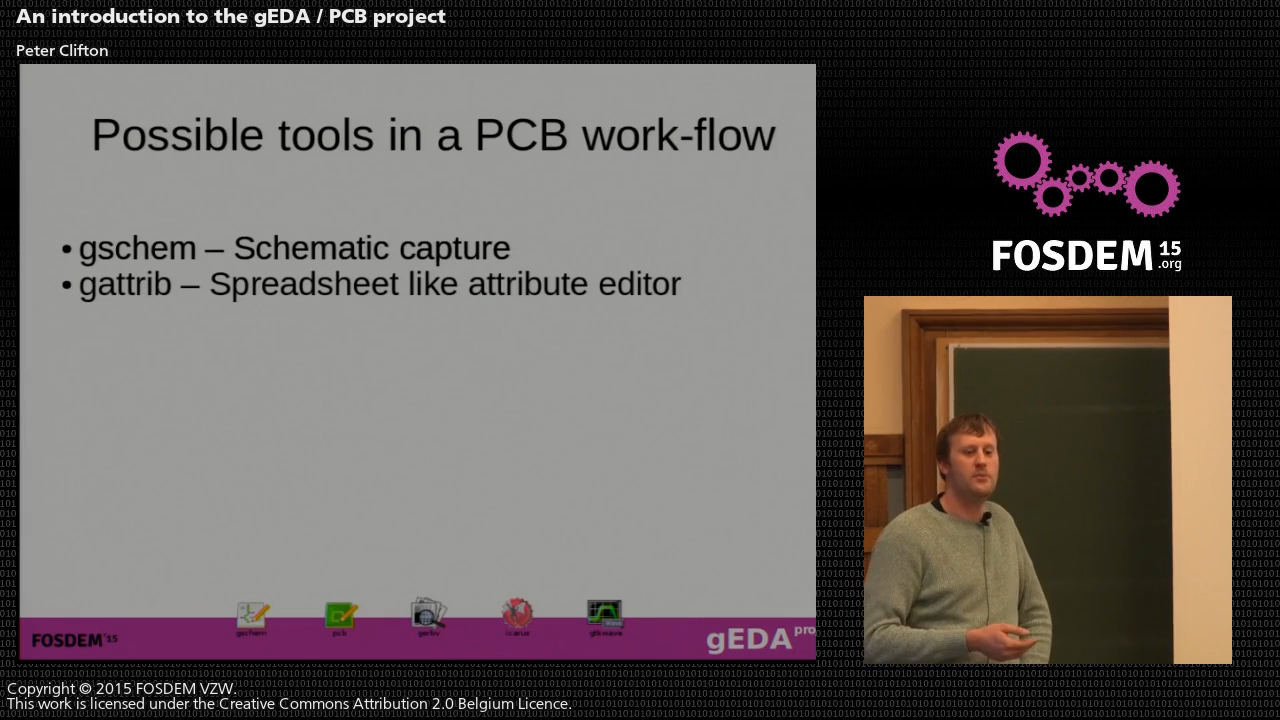 An introduction to the gEDA / PCB project
Peter Clifton
Possible tools in a PCB work-flow
• gschem – Schematic capture
• gattrib – Spreadsheet like attribute editor
gschem pcb gerbv icarus gtkwave
FOSDEM'15
gEDA pro
FOSDEM 15 .org
Copyright © 2015 FOSDEM VZW.
This work is licensed under the Creative Commons Attribution 2.0 Belgium Licence.